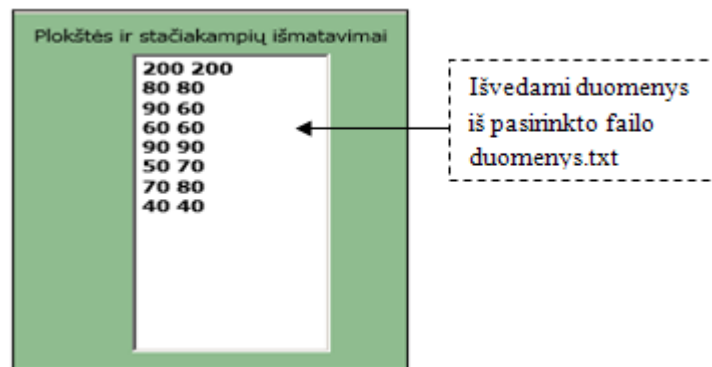 Plokštės ir stačiakampių išmatavimai
200 200
80 80
90 60
60 60
90 90
50 70
70 80
40 40
Išvedami duomenys
iš pasirinkto failo
duomenys.txt